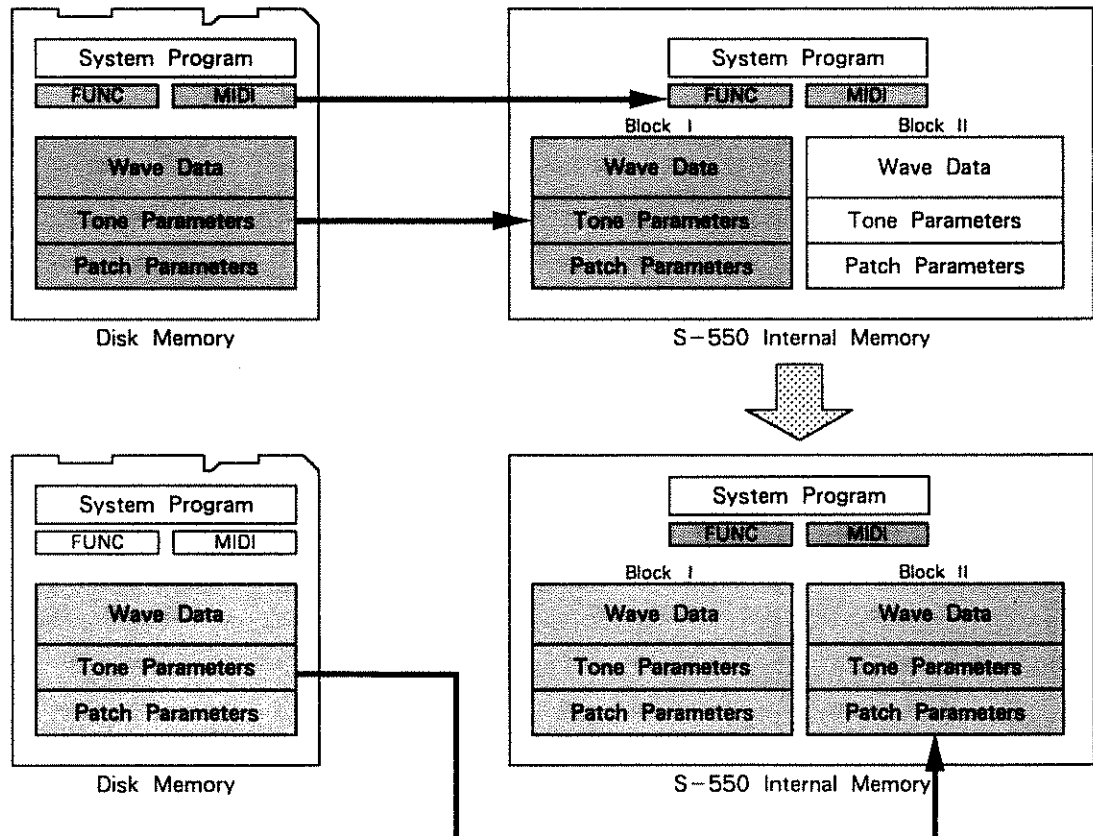 System Program
FUNC MIDI
Wave Data
Tone Parameters
Patch Parameters
Disk Memory
System Program
FUNC MIDI
Block I Block II
Wave Data Wave Data
Tone Parameters Tone Parameters
Patch Parameters Patch Parameters
S-550 Internal Memory
System Program
FUNC MIDI
Wave Data
Tone Parameters
Patch Parameters
Disk Memory
System Program
FUNC MIDI
Block I Block II
Wave Data Wave Data
Tone Parameters Tone Parameters
Patch Parameters Patch Parameters
S-550 Internal Memory